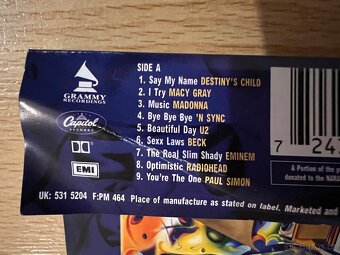 SIDE A
1. Say My Name DESTINY'S CHILD
2. I Try MACY GRAY
3. Music MADONNA
4. Bye Bye Bye 'N SYNC
5. Beautiful Day U2
6. Sexx Laws BECK
7. The Real Slim Shady EMINEM
8. Optimistic RADIOHEAD
9. You're The One PAUL SIMON
GRAMMY
RECORDINGS
Capitol
RECORDS
EMI
7 24
A Portion of the
donated to the NARA
UK: 531 5204 F: PM 464 Place of manufacture as stated on label. Marketed and